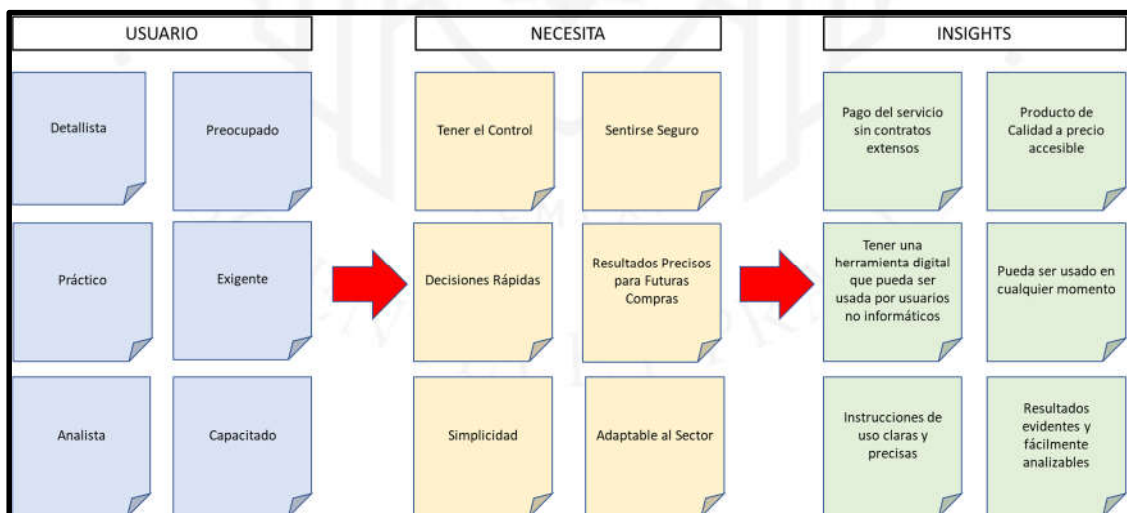 USUARIO
NECESITA
INSIGHTS
Detallista
Preocupado
Práctico
Exigente
Analista
Capacitado
Tener el Control
Sentirse Seguro
Decisiones Rápidas
Resultados Precisos
para Futuras
Compras
Simplicidad
Adaptable al Sector
Pago del servicio
sin contratos
extensos
Producto de
Calidad a precio
accesible
Tener una
herramienta digital
que pueda ser
usada por usuarios
no informáticos
Pueda ser usado en
cualquier momento
Instrucciones de
uso claras y
precisas
Resultados
evidentes y
fácilmente
analizables